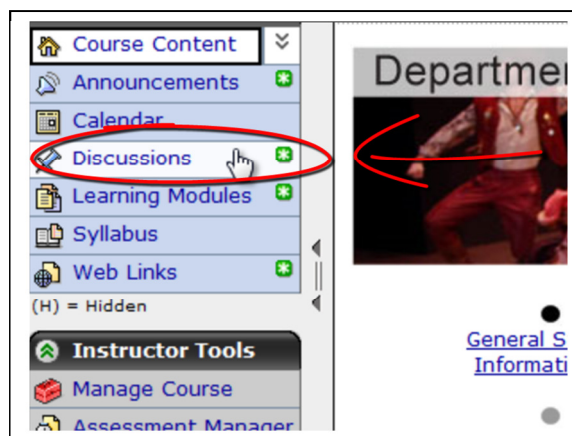 Course Content
Announcements
Calendar
Discussions
Learning Modules
Syllabus
Web Links
(H) = Hidden
Instructor Tools
Manage Course
Assessment Manager
Departme
General S
Informati